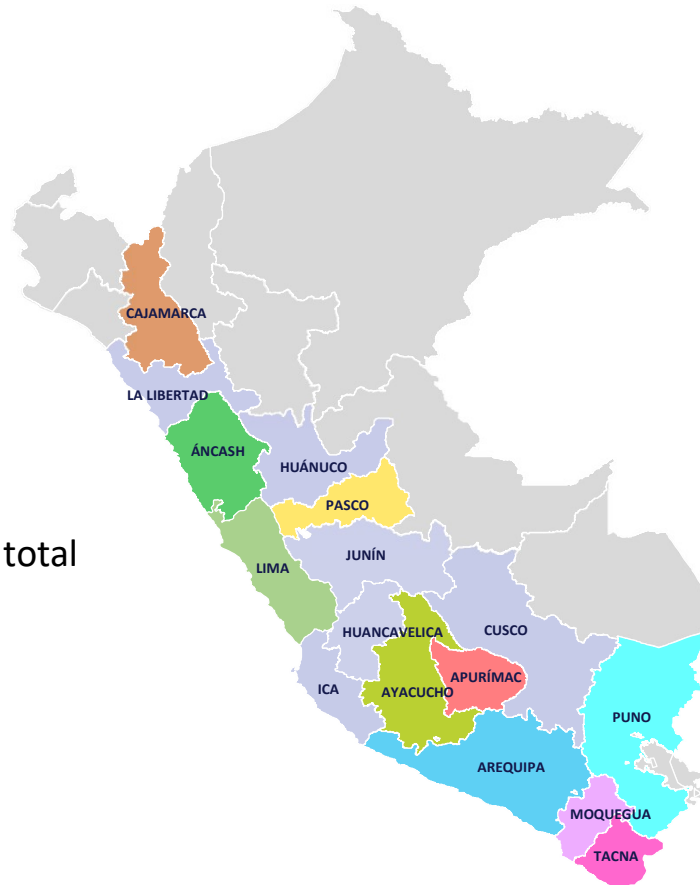 CAJAMARCA
LA LIBERTAD
ÁNCASH
HUÁNUCO
PASCO
total
JUNÍN
LIMA
HUANCAVELICA
CUSCO
APURÍMAC
ICA
AYACUCHO
PUNO
AREQUIPA
MOQUEGUA
TACNA